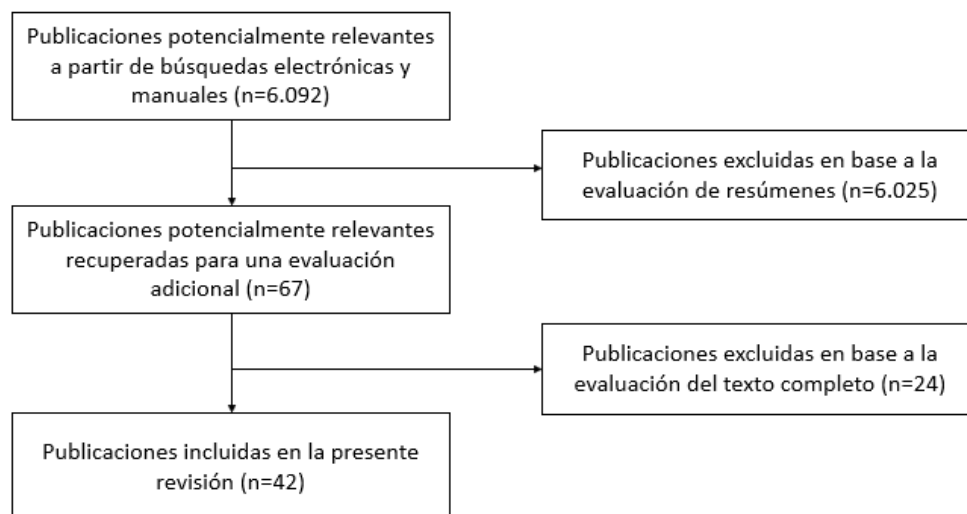 Publicaciones potencialmente relevantes
a partir de búsquedas electrónicas y
manuales (n=6.092)
Publicaciones excluidas en base a la
evaluación de resúmenes (n=6.025)
Publicaciones potencialmente relevantes
recuperadas para una evaluación
adicional (n=67)
Publicaciones excluidas en base a la
evaluación del texto completo (n=24)
Publicaciones incluidas en la presente
revisión (n=42)